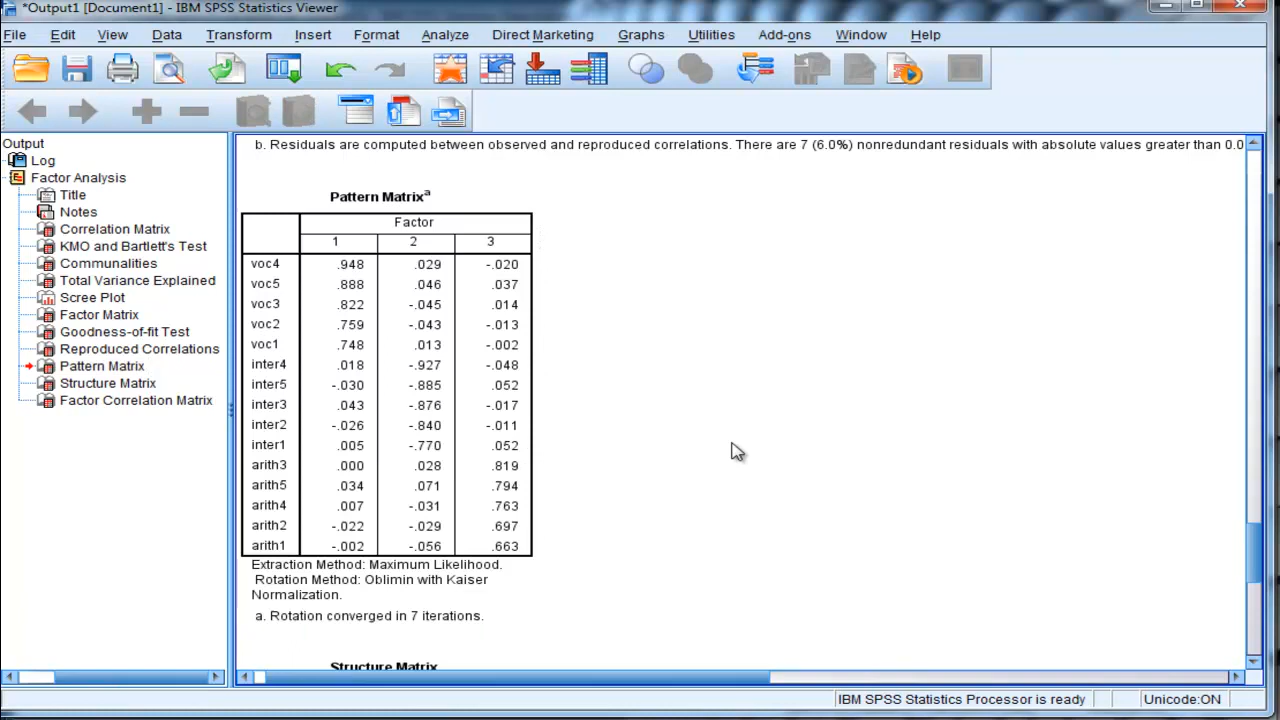 *Output1 [Document1] - IBM SPSS Statistics Viewer
File Edit View Data Transform Insert Format Analyze Direct Marketing Graphs Utilities Add-ons Window Help
Output
Log
Factor Analysis
Title
Notes
Correlation Matrix
KMO and Bartlett's Test
Communalities
Total Variance Explained
Scree Plot
Factor Matrix
Goodness-of-fit Test
Reproduced Correlations
Pattern Matrix
Structure Matrix
Factor Correlation Matrix
b. Residuals are computed between observed and reproduced correlations. There are 7 (6.0%) nonredundant residuals with absolute values greater than 0.0
Pattern Matrixa
Factor
1 2 3
voc4 .948 .029 -.020
voc5 .888 .046 .037
voc3 .822 -.045 .014
voc2 .759 -.043 -.013
voc1 .748 .013 -.002
inter4 .018 -.927 -.048
inter5 -.030 -.885 .052
inter3 .043 -.876 -.017
inter2 -.026 -.840 -.011
inter1 .005 -.770 .052
arith3 .000 .028 .819
arith5 .034 .071 .794
arith4 .007 -.031 .763
arith2 -.022 -.029 .697
arith1 -.002 -.056 .663
Extraction Method: Maximum Likelihood.
Rotation Method: Oblimin with Kaiser
Normalization.
a. Rotation converged in 7 iterations.
Structure Matrix
IBM SPSS Statistics Processor is ready Unicode:ON